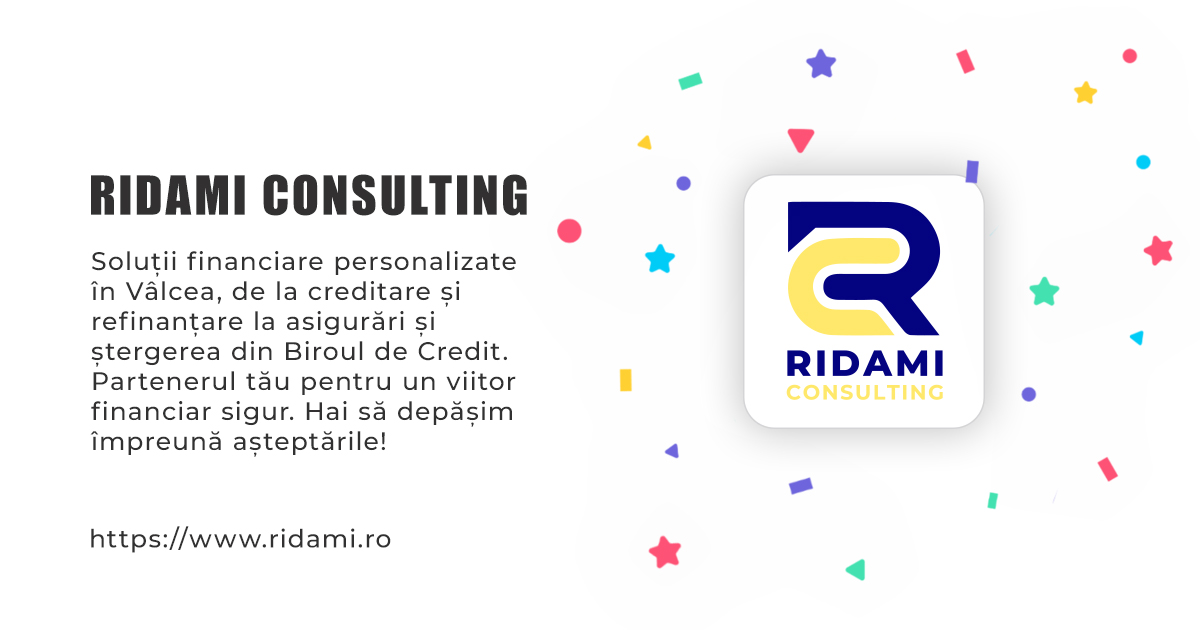 RIDAMI CONSULTING
Soluții financiare personalizate
în Vâlcea, de la creditare și
refinanțare la asigurări și
ștergerea din Biroul de Credit.
Partenerul tău pentru un viitor
financiar sigur. Hai să depășim
împreună așteptările!
https://www.ridami.ro
RIDAMI
CONSULTING